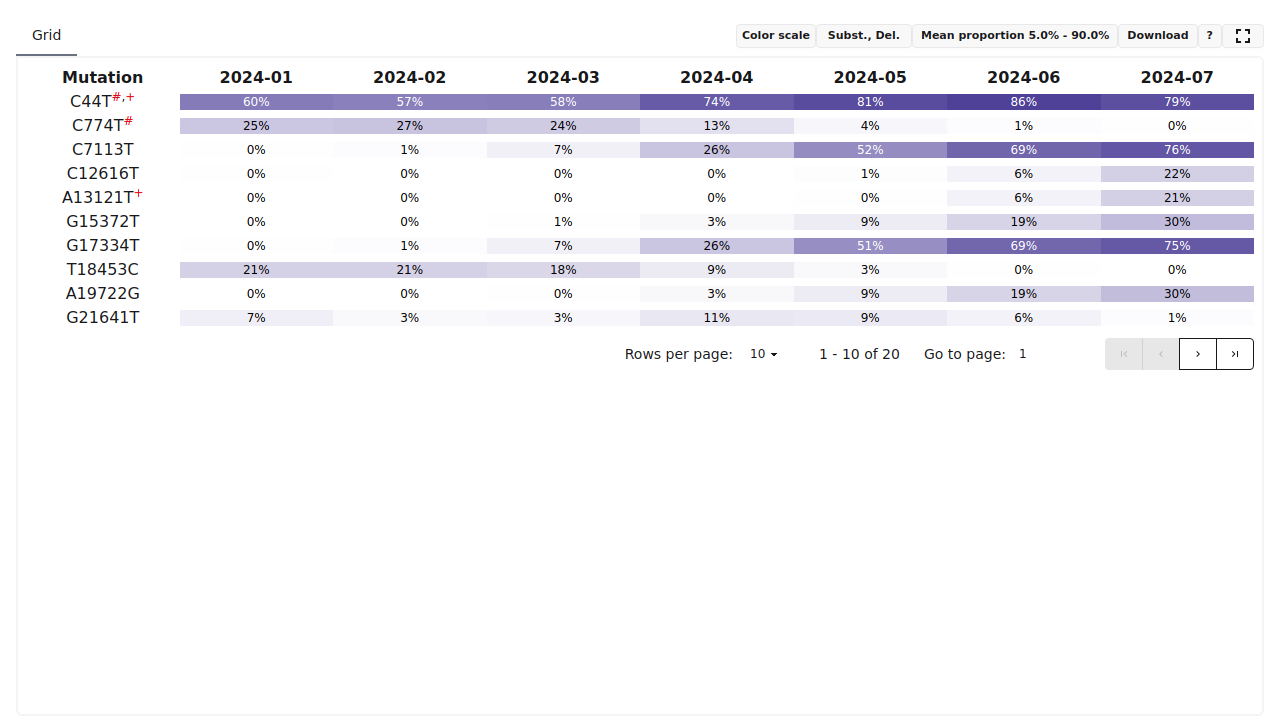 Grid Color scale Subst., Del. Mean proportion 5.0% - 90.0% Download ?
Mutation 2024-01 2024-02 2024-03 2024-04 2024-05 2024-06 2024-07
C44T#,+ 60% 57% 58% 74% 81% 86% 79%
C774T# 25% 27% 24% 13% 4% 1% 0%
C7113T 0% 1% 7% 26% 52% 69% 76%
C12616T 0% 0% 0% 0% 1% 6% 22%
A13121T+ 0% 0% 0% 0% 0% 6% 21%
G15372T 0% 0% 1% 3% 9% 19% 30%
G17334T 0% 1% 7% 26% 51% 69% 75%
T18453C 21% 21% 18% 9% 3% 0% 0%
A19722G 0% 0% 0% 3% 9% 19% 30%
G21641T 7% 3% 3% 11% 9% 6% 1%
Rows per page: 10 1 - 10 of 20 Go to page: 1